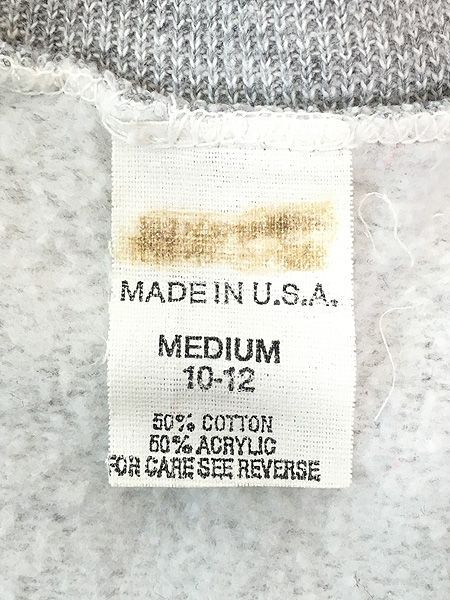 MADE IN U.S.A.
MEDIUM
10-12
50% COTTON
50% ACRYLIC
FOR CARE SEE REVERSE